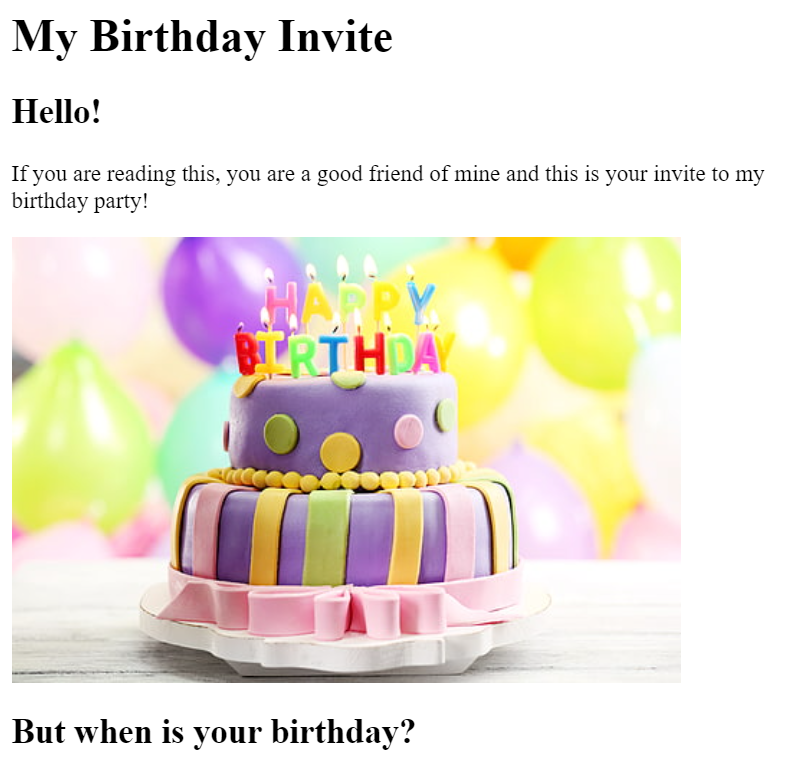 My Birthday Invite
Hello!
If you are reading this, you are a good friend of mine and this is your invite to my
birthday party!
HAPPY
BIRTHDAY
But when is your birthday?